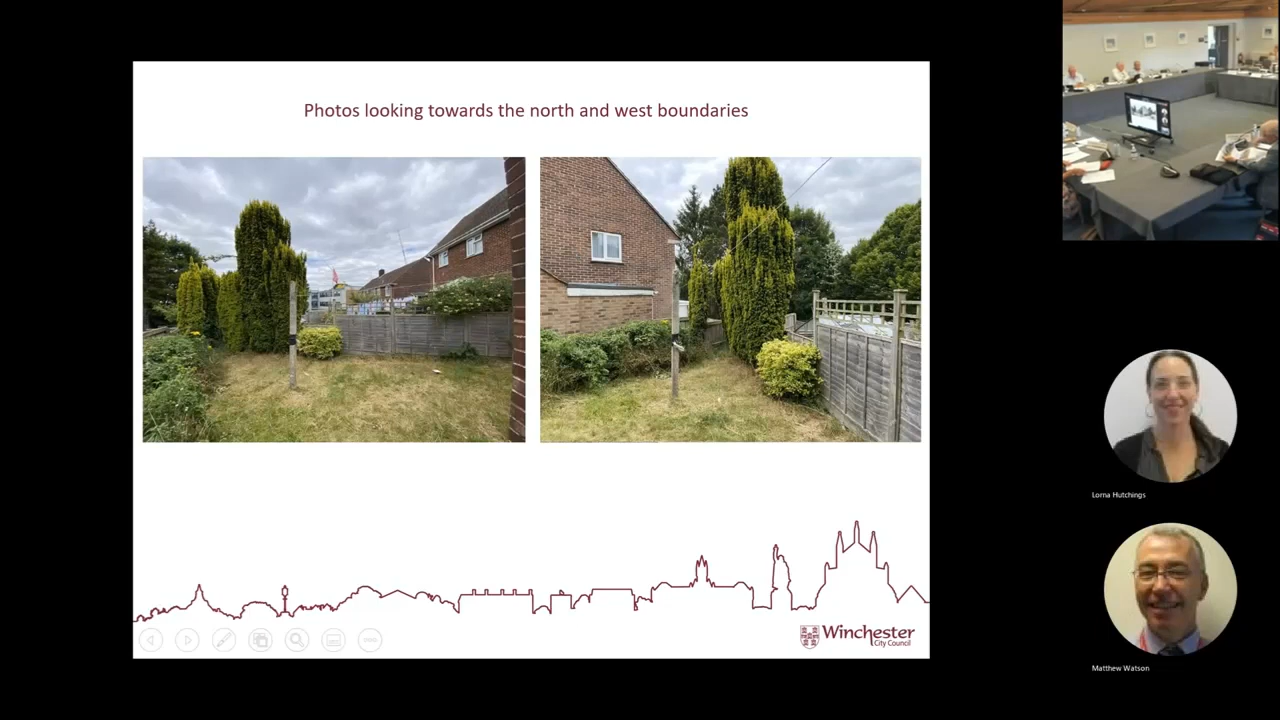 Photos looking towards the north and west boundaries
Winchester
City Council
Lorna Hutchings
Matthew Watson